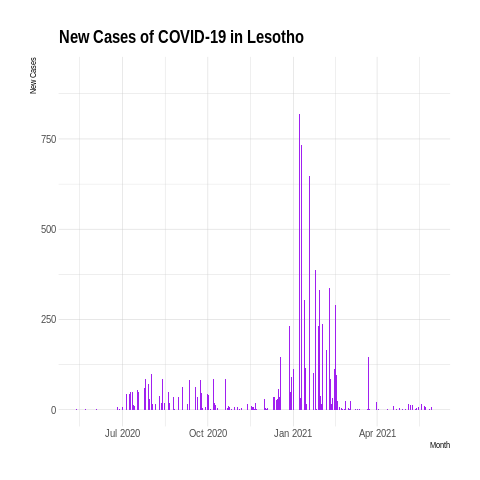 New Cases of COVID-19 in Lesotho
New Cases
750
500
250
0
Jul 2020 Oct 2020 Jan 2021 Apr 2021
Month